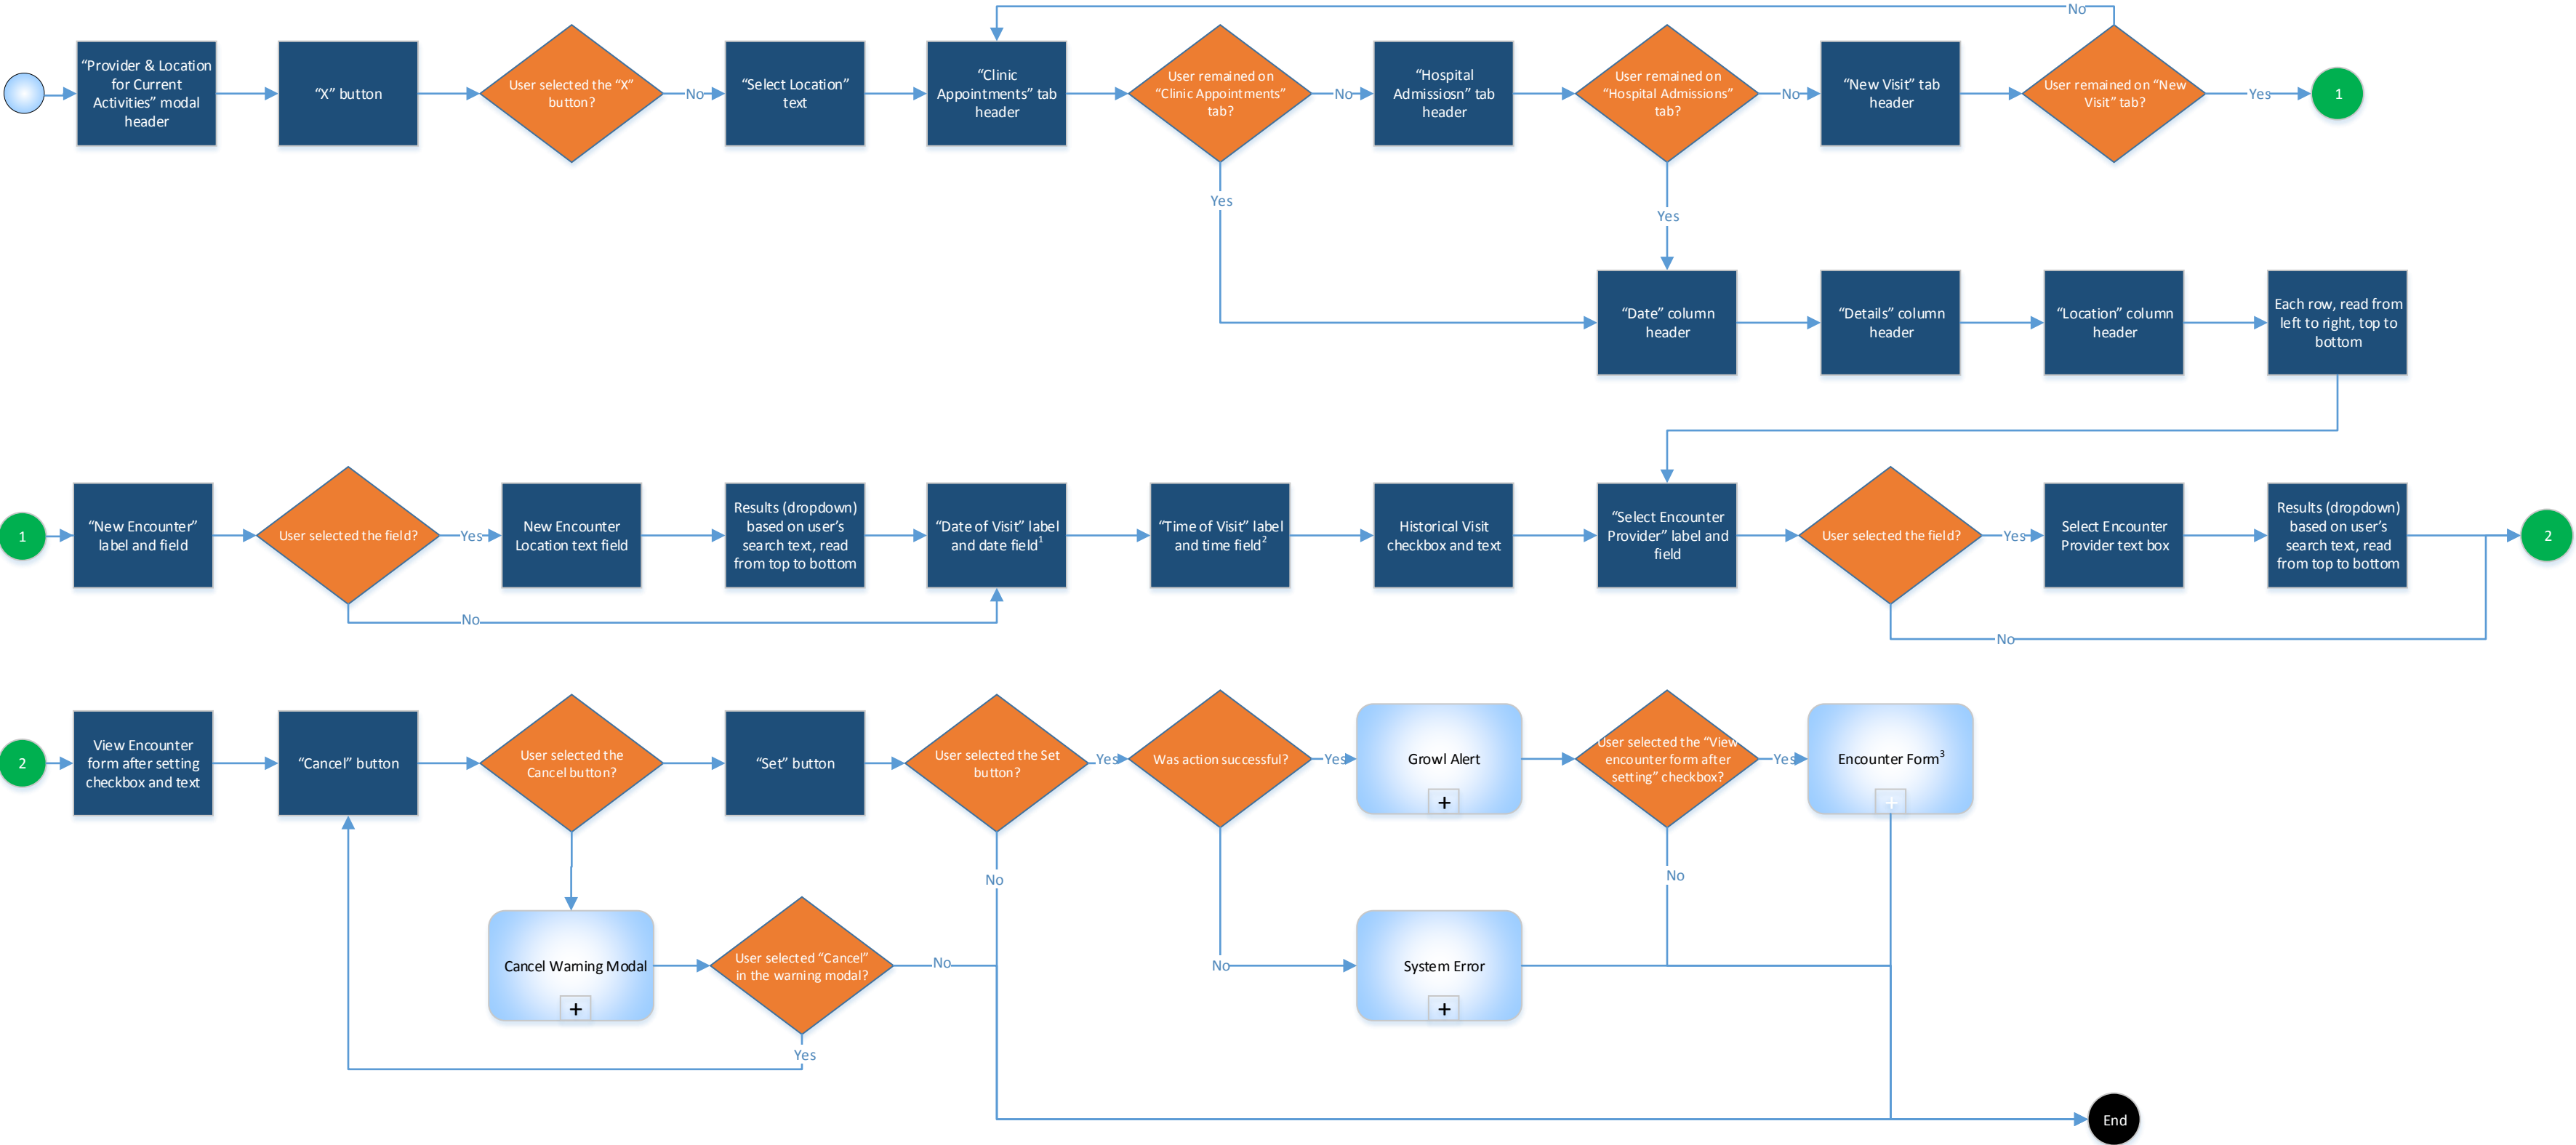 No
“Provider & Location
for Current
Activities” modal
header
“X” button
User selected the “X”
button?
No
“Select Location”
text
“Clinic
Appointments” tab
header
User remained on
“Clinic Appointments”
tab?
No
“Hospital
Admissiosn” tab
header
User remained on
“Hospital Admissions”
tab?
No
“New Visit” tab
header
User remained on “New
Visit” tab?
Yes
1
Yes
Yes
“Date” column
header
“Details” column
header
“Location” column
header
Each row, read from
left to right, top to
bottom
1
“New Encounter”
label and field
User selected the field?
Yes
New Encounter
Location text field
Results (dropdown)
based on user’s
search text, read
from top to bottom
“Date of Visit” label
and date field1
“Time of Visit” label
and time field2
Historical Visit
checkbox and text
“Select Encounter
Provider” label and
field
User selected the field?
Yes
Select Encounter
Provider text box
Results (dropdown)
based on user’s
search text, read
from top to bottom
2
No
No
2
View Encounter
form after setting
checkbox and text
“Cancel” button
User selected the
Cancel button?
“Set” button
User selected the Set
button?
Yes
Was action successful?
Yes
Growl Alert
+
User selected the “View
encounter form after
setting” checkbox?
Yes
Encounter Form3
+
No
No
Cancel Warning Modal
+
User selected “Cancel”
in the warning modal?
No
No
System Error
+
Yes
End